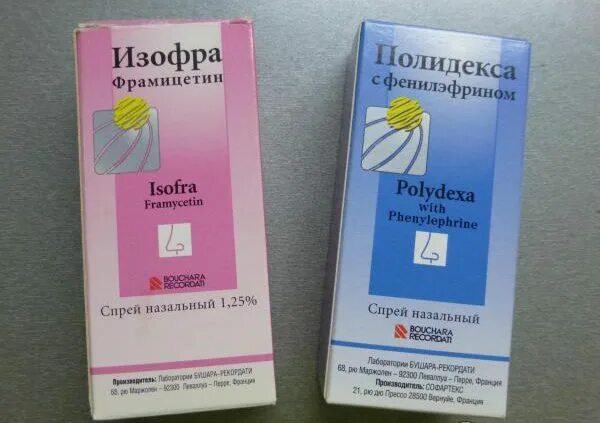 Изофра
Фрамицетин
Isofra
Framycetin
BOUCHARA
RECORDATI
Спрей назальный 1,25%
Производитель: Лаборатории БУШАРА-РЕКОРДАТИ
68, рю Маржолен – 92300 Леваллуа – Перре, Франция
Полидекса
с фенилэфрином
Polydexa
with
Phenylephrine
Спрей назальный
BOUCHARA
RECORDATI
Лаборатории БУШАРА-РЕКОРДАТИ
68, рю Маржолен – 92300 Леваллуа – Перре, Франция
Производитель: СОФАРТЕКС
21, рю дю Прессо 28500 Вернуйе, Франция